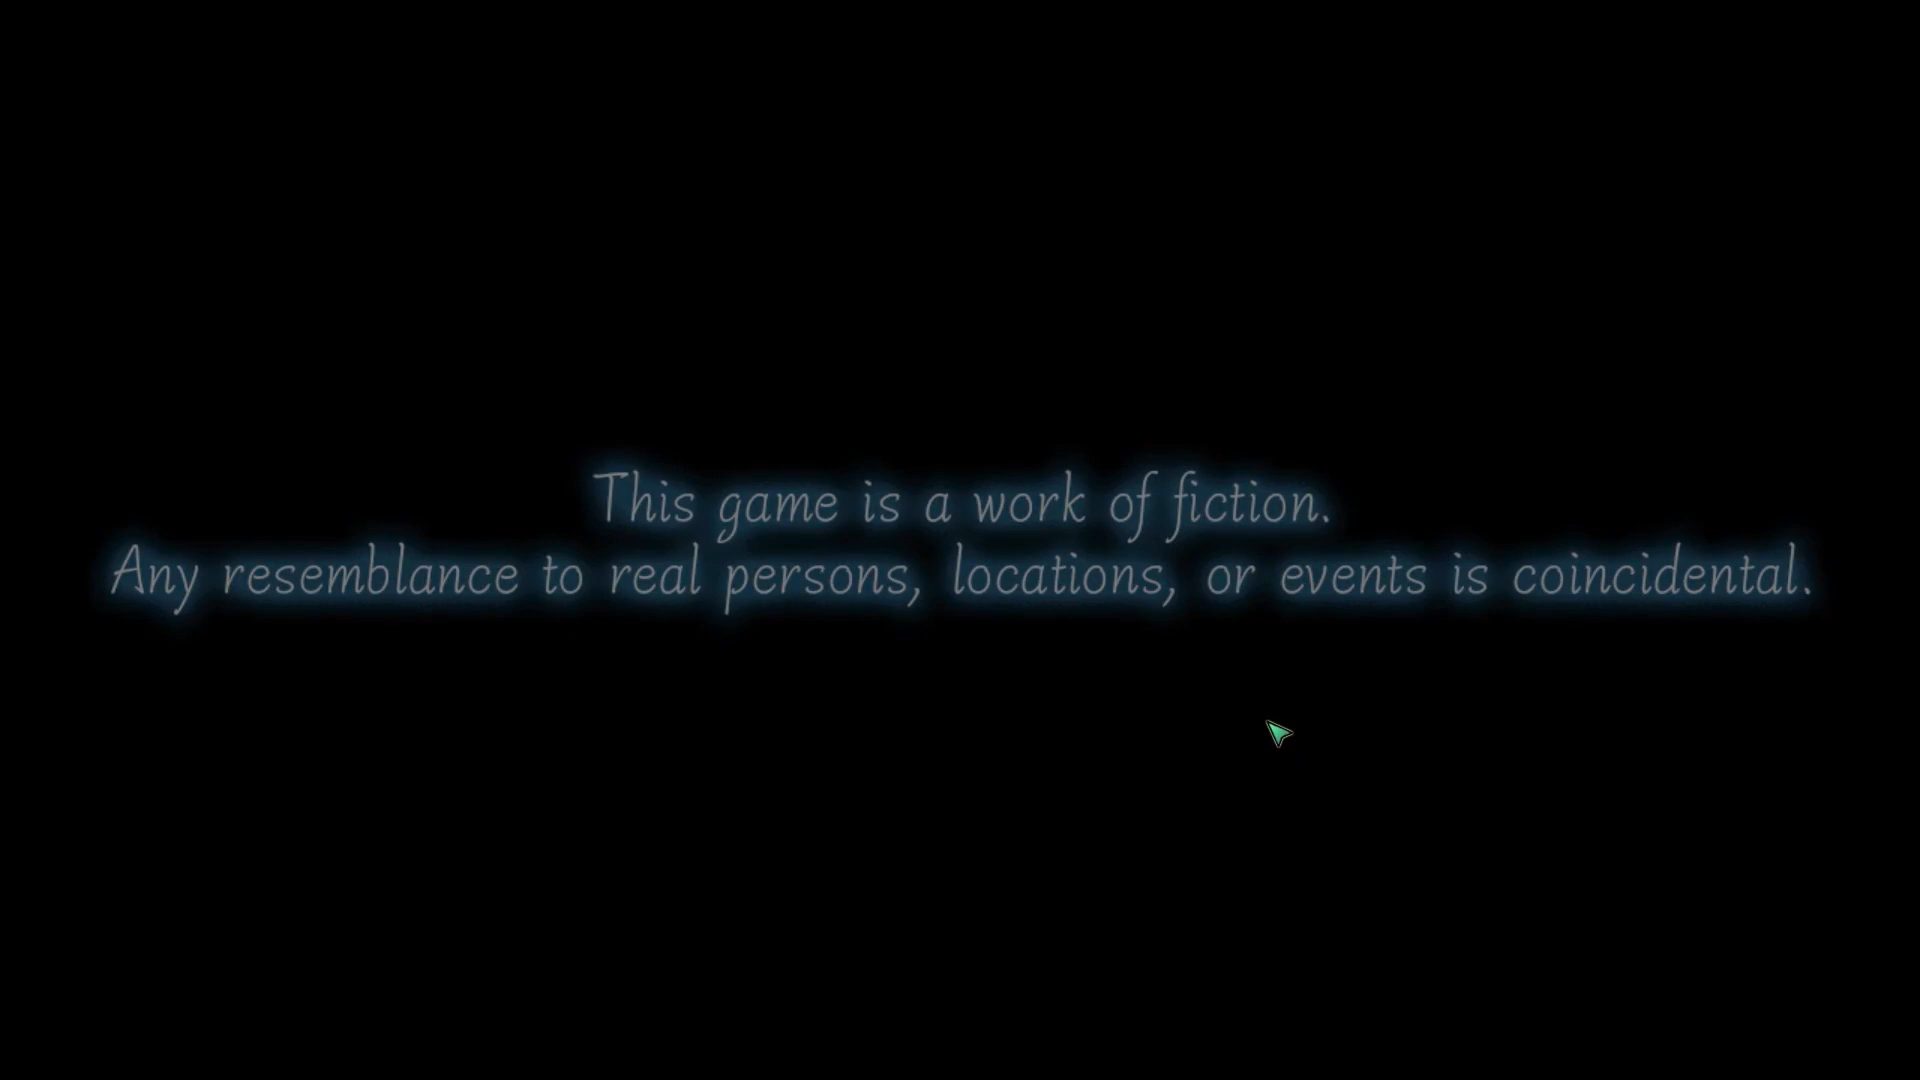 This game is a work of fiction.
Any resemblance to real persons, locations, or events is coincidental.